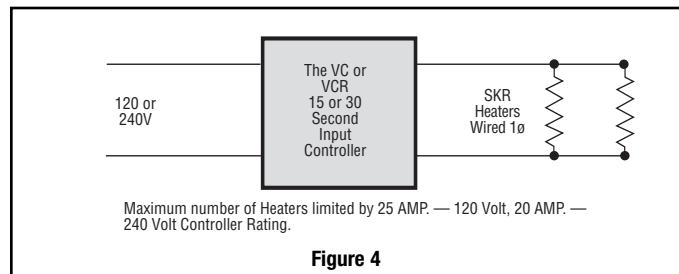 120 or
240V
The VC or
VCR
15 or 30
Second
Input
Controller
SKR
Heaters
Wired 1ø
Maximum number of Heaters limited by 25 AMP. — 120 Volt, 20 AMP. —
240 Volt Controller Rating.
Figure 4